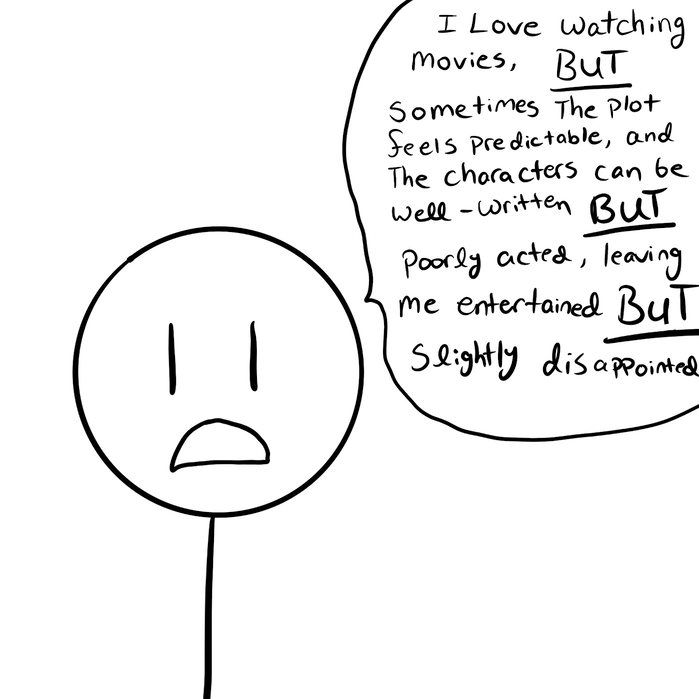 I Love watching
movies, BUT
sometimes The plot
feels predictable, and
The characters can be
well-written BUT
poorly acted, leaving
me entertained BUT
slightly disappointed